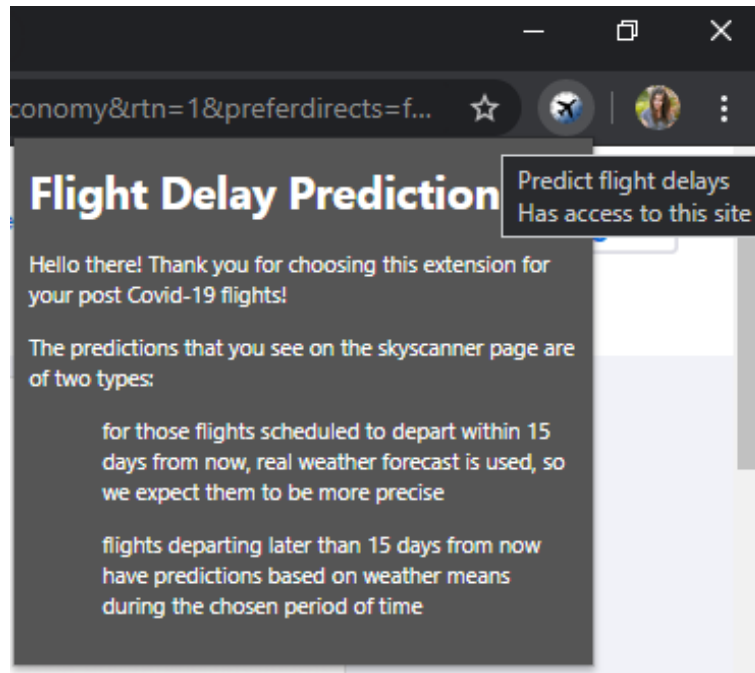 conomy&rtn=1&preferdirects=f...
Flight Delay Prediction
Predict flight delays
Has access to this site
Hello there! Thank you for choosing this extension for
your post Covid-19 flights!
The predictions that you see on the skyscanner page are
of two types:
for those flights scheduled to depart within 15
days from now, real weather forecast is used, so
we expect them to be more precise
flights departing later than 15 days from now
have predictions based on weather means
during the chosen period of time